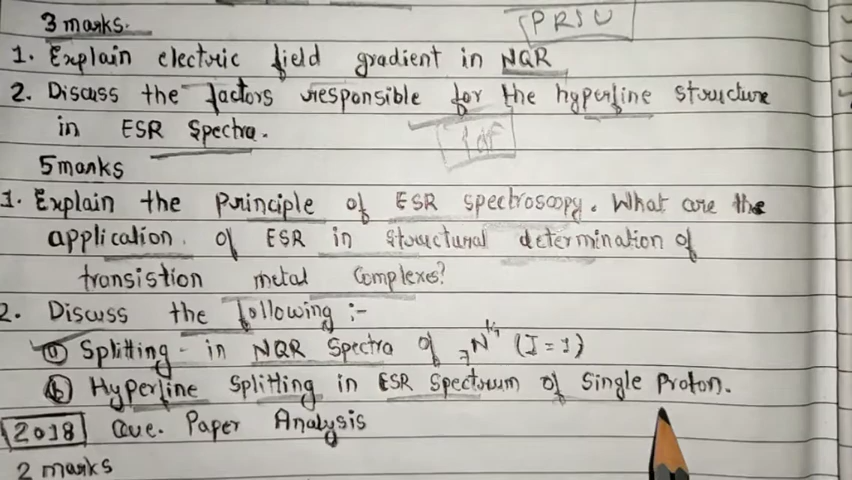 3 marks.
PRSU
1. Explain electric field gradient in NQR
2. Discuss the factors responsible for the hyperfine structure
in ESR Spectra.
5 marks
1. Explain the principle of ESR spectroscopy. What are the
application. of ESR in structural determination of
transistion metal Complexes?
2. Discuss the following :-
(a) Splitting - in NQR Spectra of ₇N¹⁴ (I = 1)
(b) Hyperfine Splitting in ESR Spectrum of Single Proton.
2018 Que. Paper Analysis
2 marks